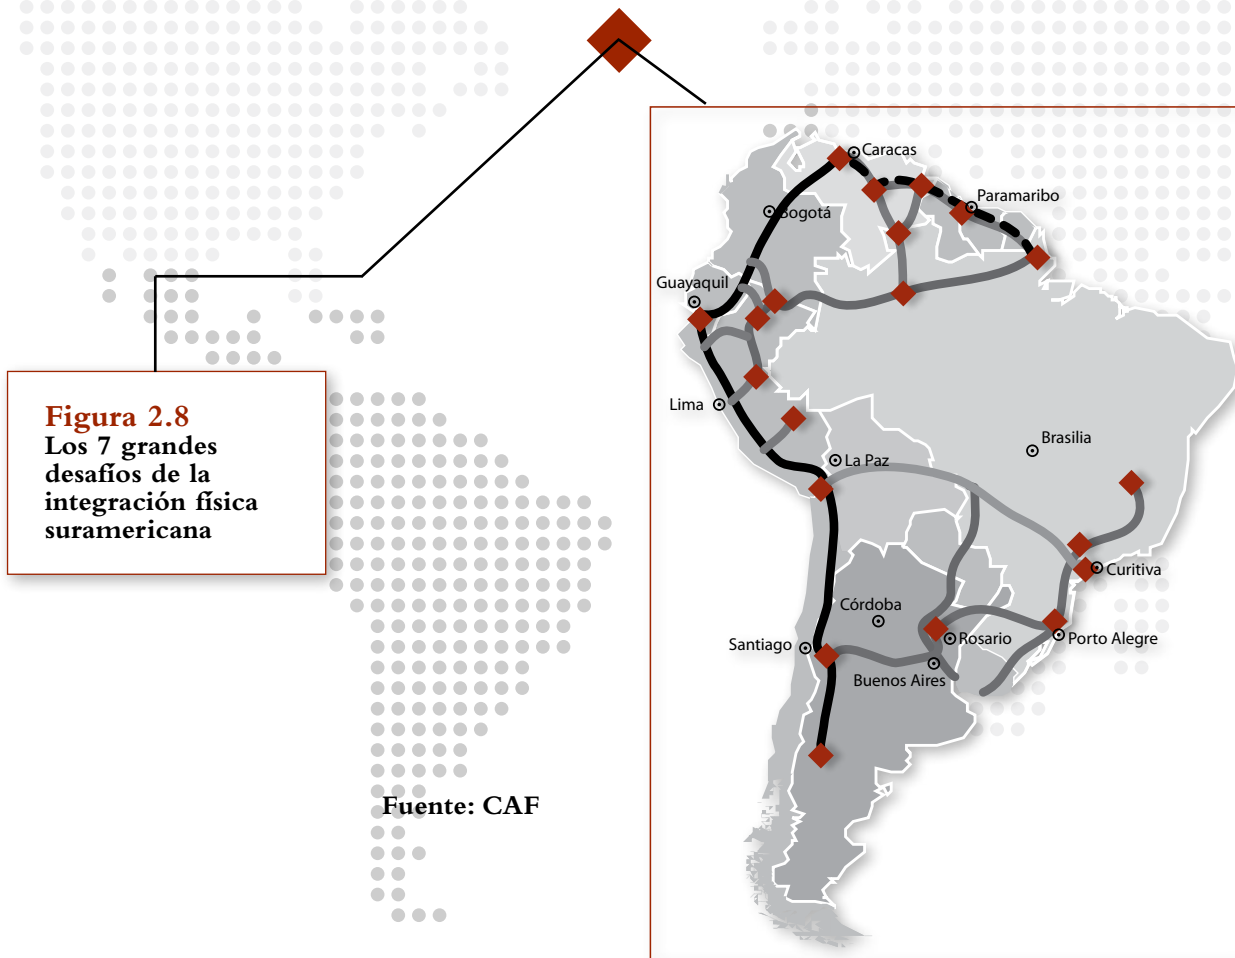 Caracas
Paramaribo
Bogotá
Guayaquil
Lima
La Paz
Brasilia
Curitiva
Córdoba
Santiago
Rosario
Porto Alegre
Buenos Aires
Figura 2.8
Los 7 grandes
desafíos de la
integración física
suramericana
Fuente: CAF